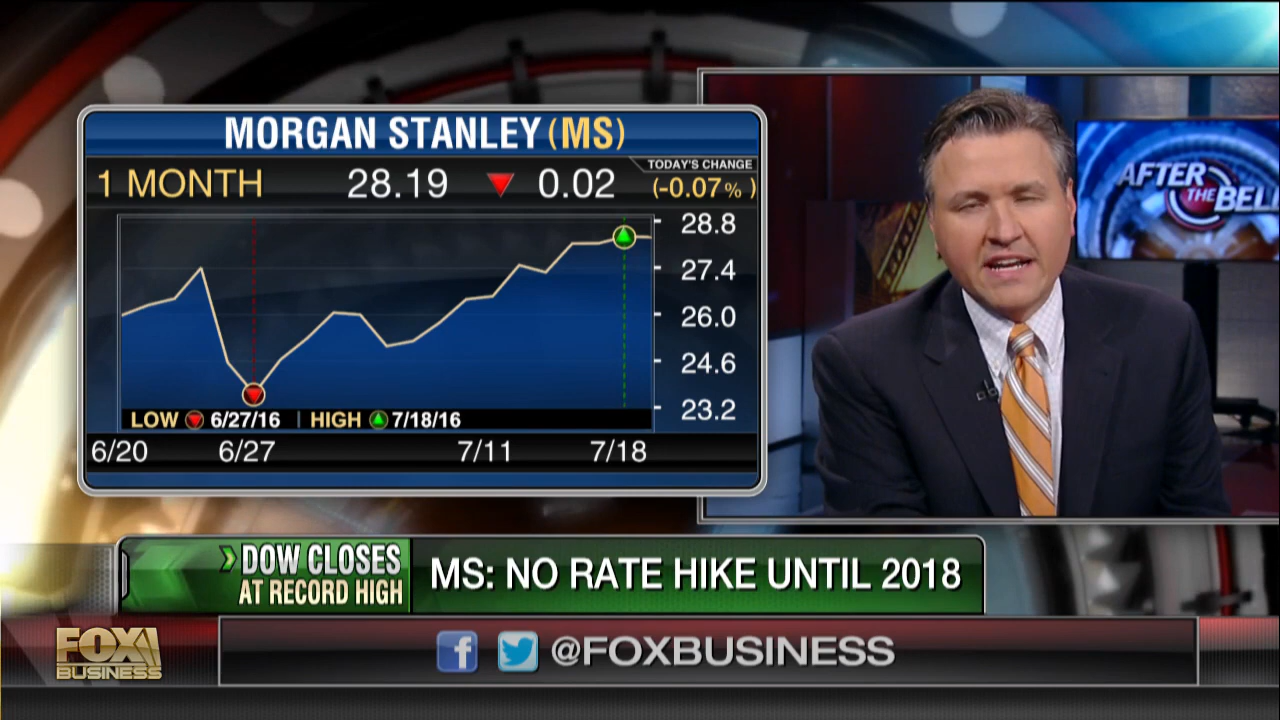 MORGAN STANLEY (MS)
TODAY'S CHANGE
1 MONTH 28.19 0.02 (-0.07%)
28.8
27.4
26.0
24.6
23.2
LOW 6/27/16 | HIGH 7/18/16
6/20 6/27 7/11 7/18
AFTER
THE BELL
DOW CLOSES
AT RECORD HIGH
MS: NO RATE HIKE UNTIL 2018
FOX
BUSINESS
f @FOXBUSINESS